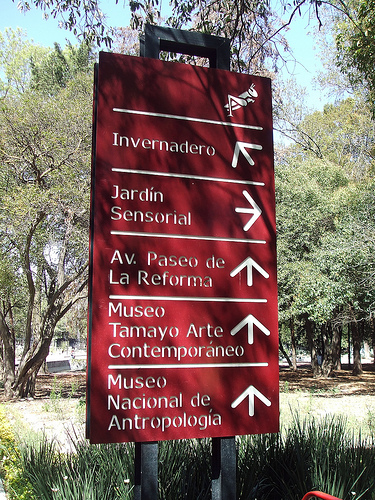 Invernadero
Jardín
Sensorial
Av. Paseo de
La Reforma
Museo
Tamayo Arte
Contemporáneo
Museo
Nacional de
Antropología